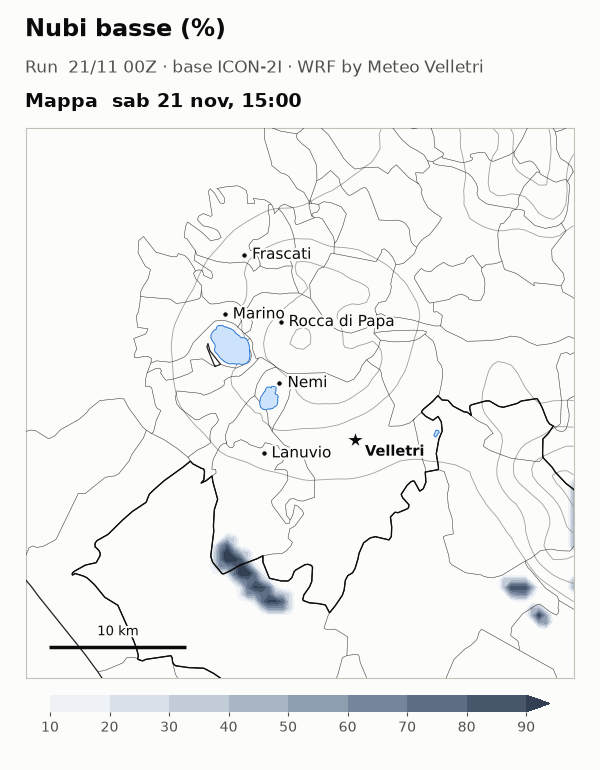 Nubi basse (%)
Run  21/11 00Z · base ICON-2I · WRF by Meteo Velletri
Mappa  sab 21 nov, 15:00
Frascati
Marino
Rocca di Papa
Nemi
Lanuvio
Velletri
10 km
10 20 30 40 50 60 70 80 90